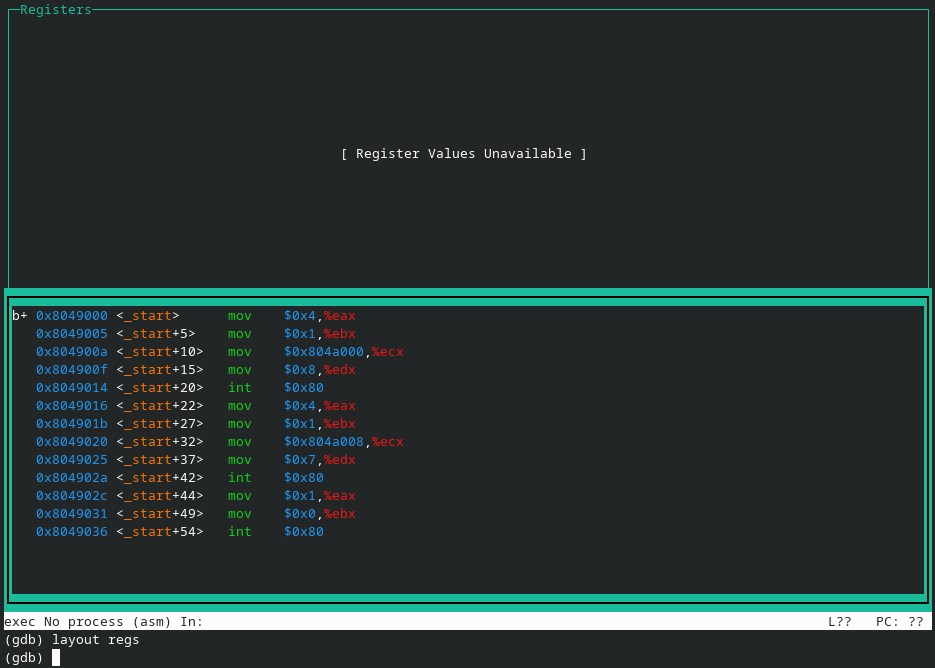 Registers
[ Register Values Unavailable ]
b+ 0x8049000 <_start> mov $0x4,%eax
0x8049005 <_start+5> mov $0x1,%ebx
0x804900a <_start+10> mov $0x804a000,%ecx
0x804900f <_start+15> mov $0x8,%edx
0x8049014 <_start+20> int $0x80
0x8049016 <_start+22> mov $0x4,%eax
0x804901b <_start+27> mov $0x1,%ebx
0x8049020 <_start+32> mov $0x804a008,%ecx
0x8049025 <_start+37> mov $0x7,%edx
0x804902a <_start+42> int $0x80
0x804902c <_start+44> mov $0x1,%eax
0x8049031 <_start+49> mov $0x0,%ebx
0x8049036 <_start+54> int $0x80
exec No process (asm) In: L?? PC: ??
(gdb) layout regs
(gdb)